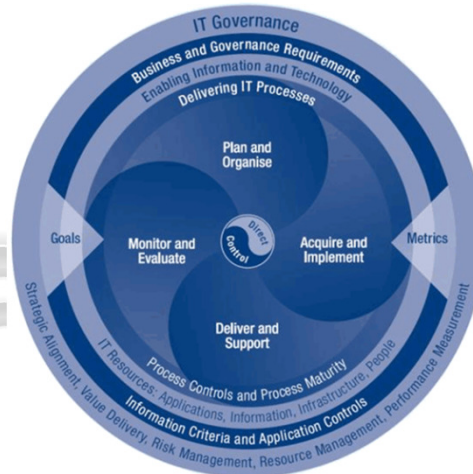 IT Governance
Business and Governance Requirements
Enabling Information and Technology
Delivering IT Processes
Plan and
Organise
Goals
Monitor and
Evaluate
Direct
Control
Acquire and
Implement
Metrics
Deliver and
Support
Process Controls and Process Maturity
IT Resources: Applications, Information, Infrastructure, People
Information Criteria and Application Controls
Strategic Alignment, Value Delivery, Risk Management, Resource Management, Performance Measurement